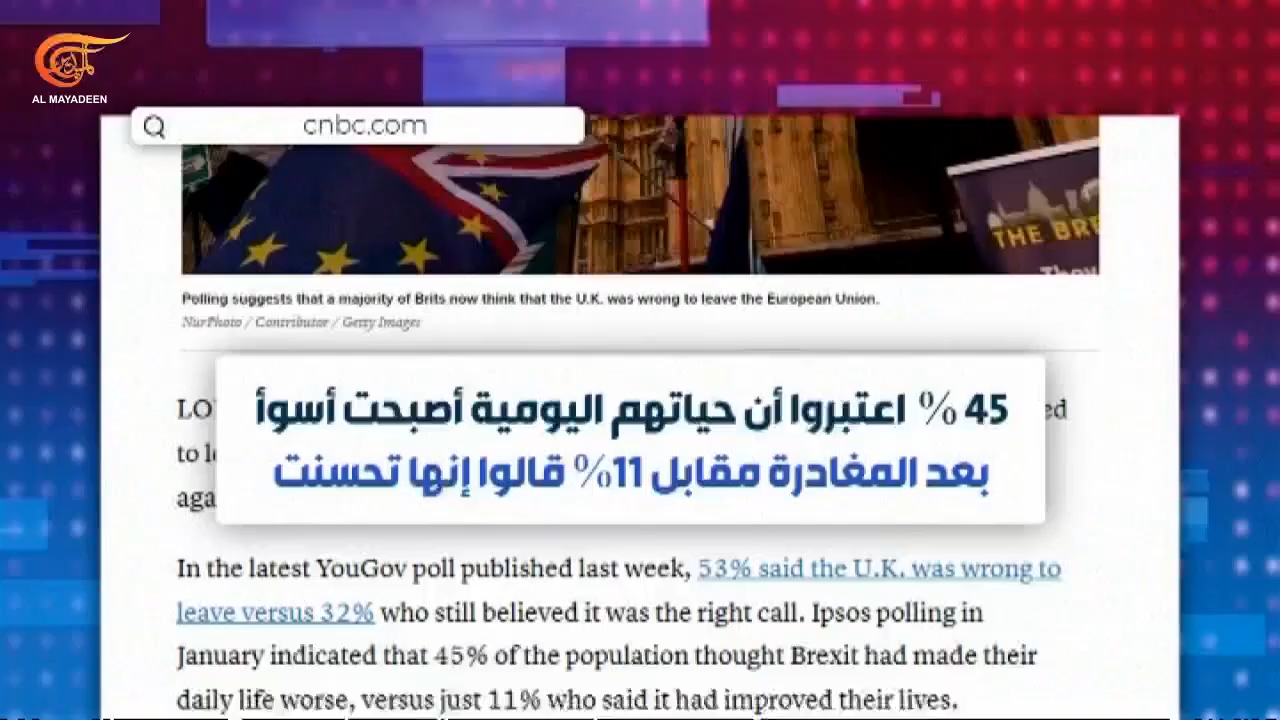 AL MAYADEEN
cnbc.com
THE BRE
They
Polling suggests that a majority of Brits now think that the U.K. was wrong to leave the European Union.
NurPhoto / Contributor / Getty Images
45 % اعتبروا أن حياتهم اليومية أصبحت أسوأ
بعد المغادرة مقابل 11% قالوا إنها تحسنت
In the latest YouGov poll published last week, 53% said the U.K. was wrong to
leave versus 32% who still believed it was the right call. Ipsos polling in
January indicated that 45% of the population thought Brexit had made their
daily life worse, versus just 11% who said it had improved their lives.